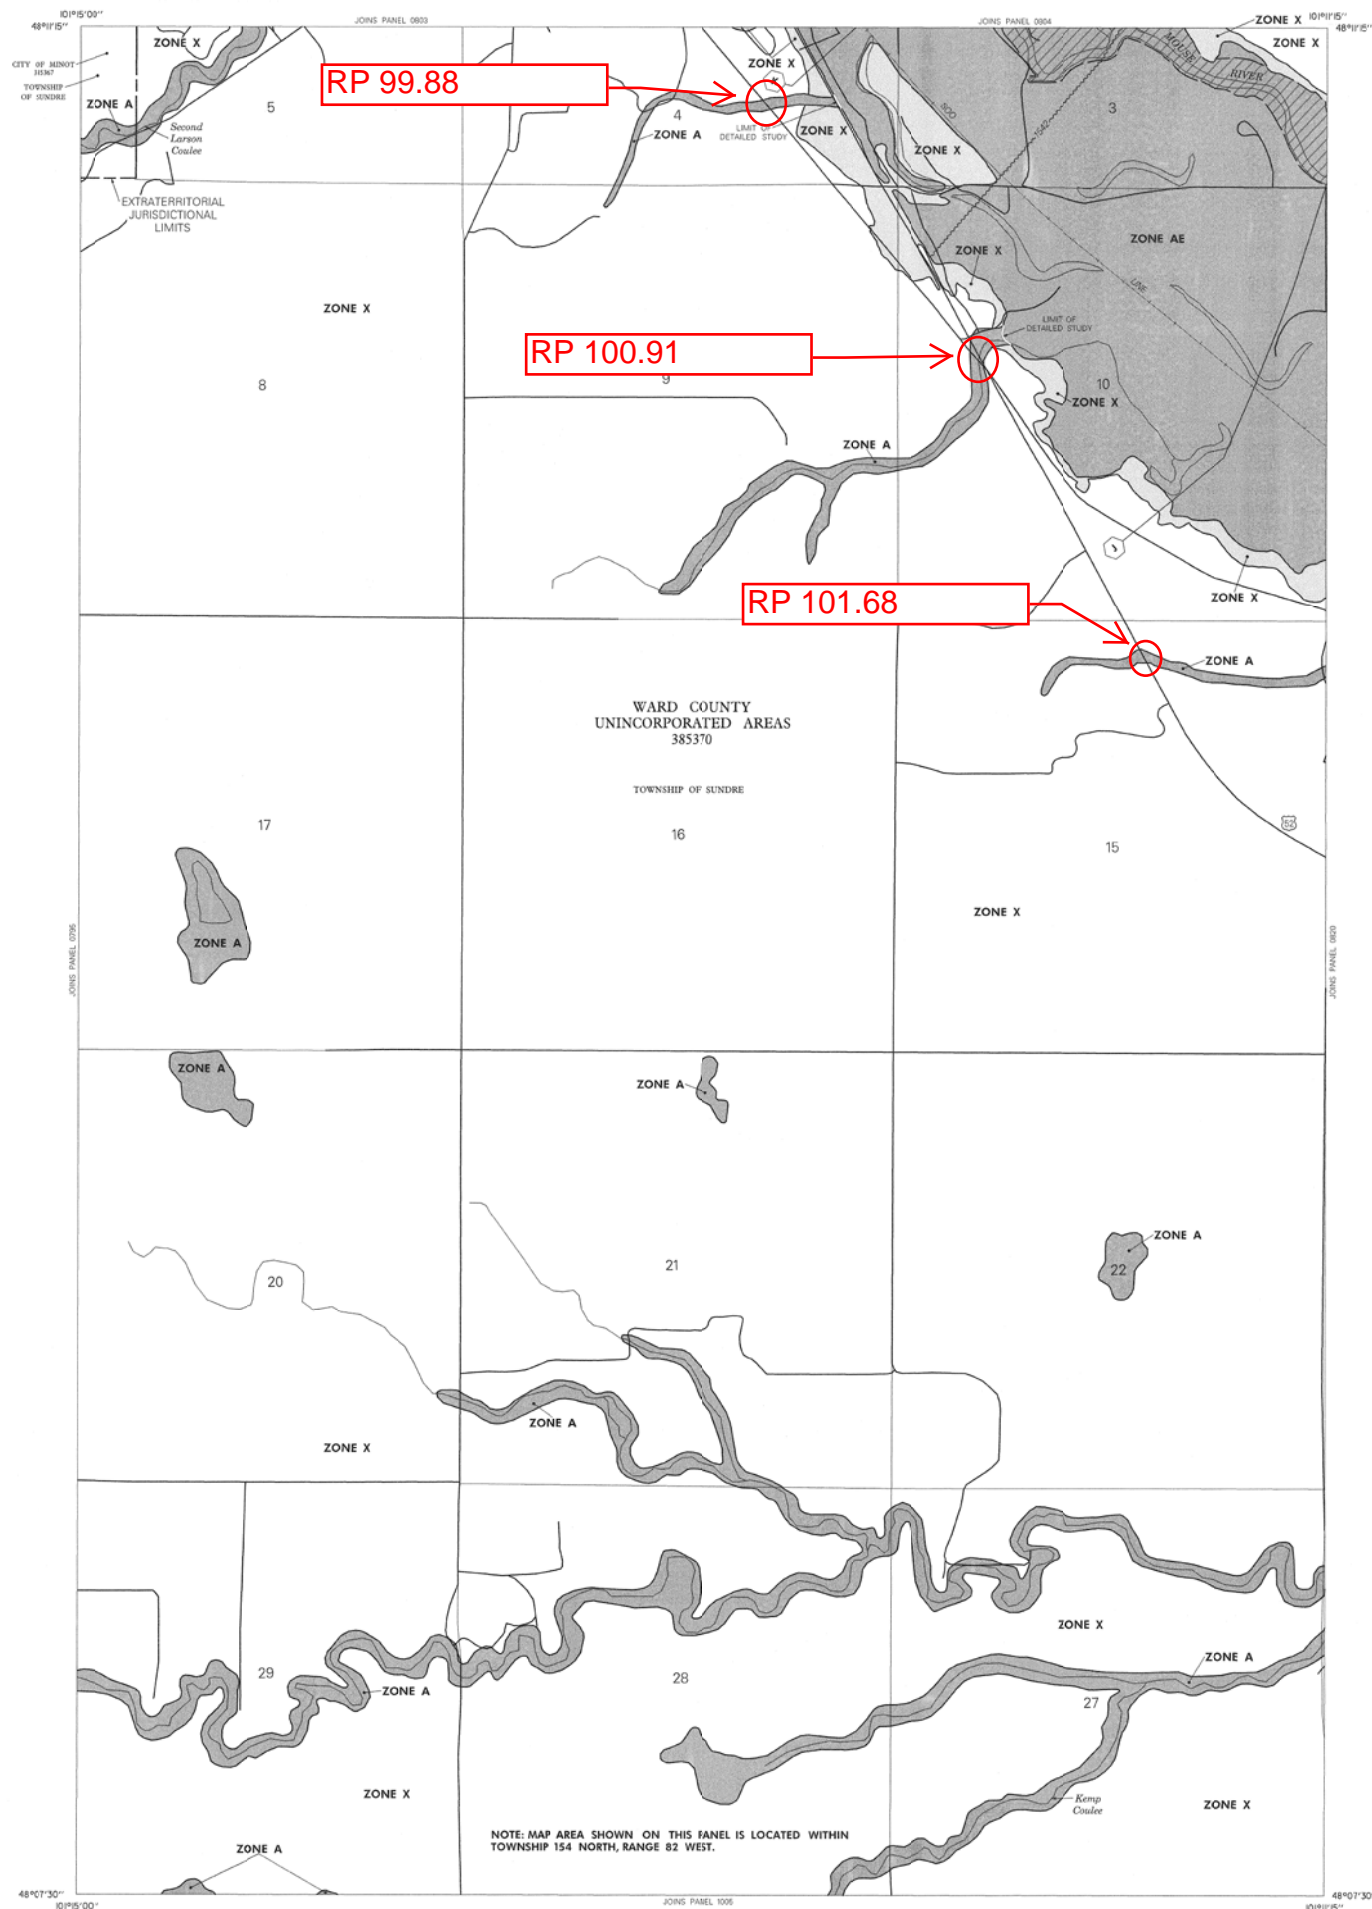 101°15'00"
JOINS PANEL 0803
JOINS PANEL 0804
101°11'15"
48°11'15"
ZONE X
48°11'15"
ZONE X
ZONE X
MOUSE
RIVER
CITY OF MINOT
TOWNSHIP
OF SUNDRE
ZONE X
RP 99.88
K
ZONE A
5
4
3
SOO
1542
Second
Larson
Coulee
ZONE A
LIMIT OF
DETAILED STUDY
ZONE X
ZONE X
EXTRATERRITORIAL
JURISDICTIONAL
LIMITS
ZONE AE
ZONE X
LINE
ZONE X
LIMIT OF
DETAILED STUDY
RP 100.91
8
9
10
ZONE X
ZONE A
J
ZONE X
RP 101.68
ZONE A
WARD COUNTY
UNINCORPORATED AREAS
385370
TOWNSHIP OF SUNDRE
17
16
15
52
ZONE X
ZONE A
JOINS PANEL 0795
JOINS PANEL 0820
ZONE A
ZONE A
ZONE A
20
21
22
ZONE A
ZONE X
ZONE X
ZONE A
29
28
27
ZONE A
ZONE X
Kemp
Coulee
ZONE X
NOTE: MAP AREA SHOWN ON THIS PANEL IS LOCATED WITHIN
TOWNSHIP 154 NORTH, RANGE 82 WEST.
ZONE A
48°07'30"
101°15'00"
JOINS PANEL 1005
48°07'30"
101°11'15"